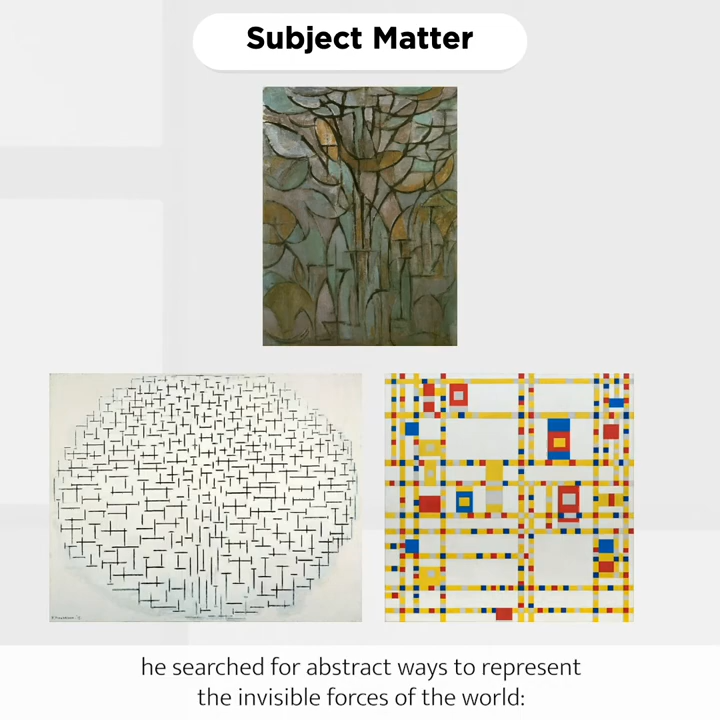 Subject Matter
he searched for abstract ways to represent
the invisible forces of the world: